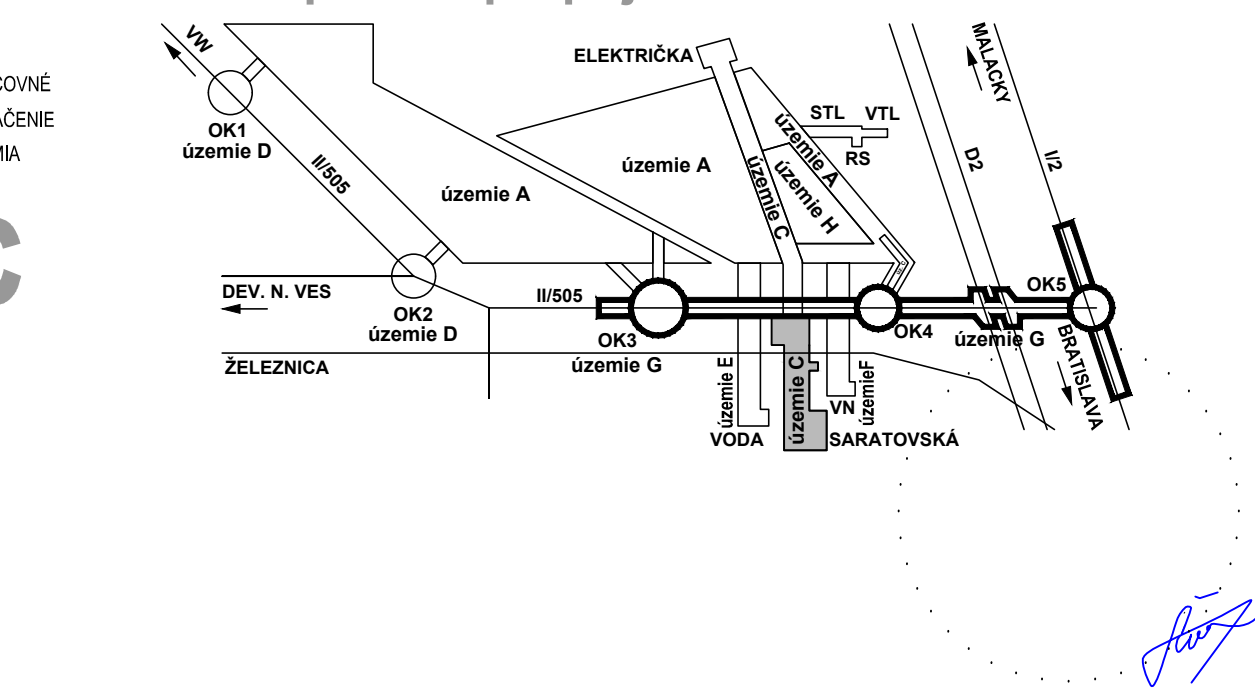 COVNÉ
AČENIE
MIA
C
VW
OK1
územie D
II/505
územie A
ELEKTRIČKA
územie A
územie C
územie H
územie A
STL VTL
RS
D2
I/2
MALACKY
DEV. N. VES
OK2
územie D
II/505
OK3
územie G
OK4
OK5
územie G
BRATISLAVA
ŽELEZNICA
územie E
VODA
územie C
VN
územieF
SARATOVSKÁ